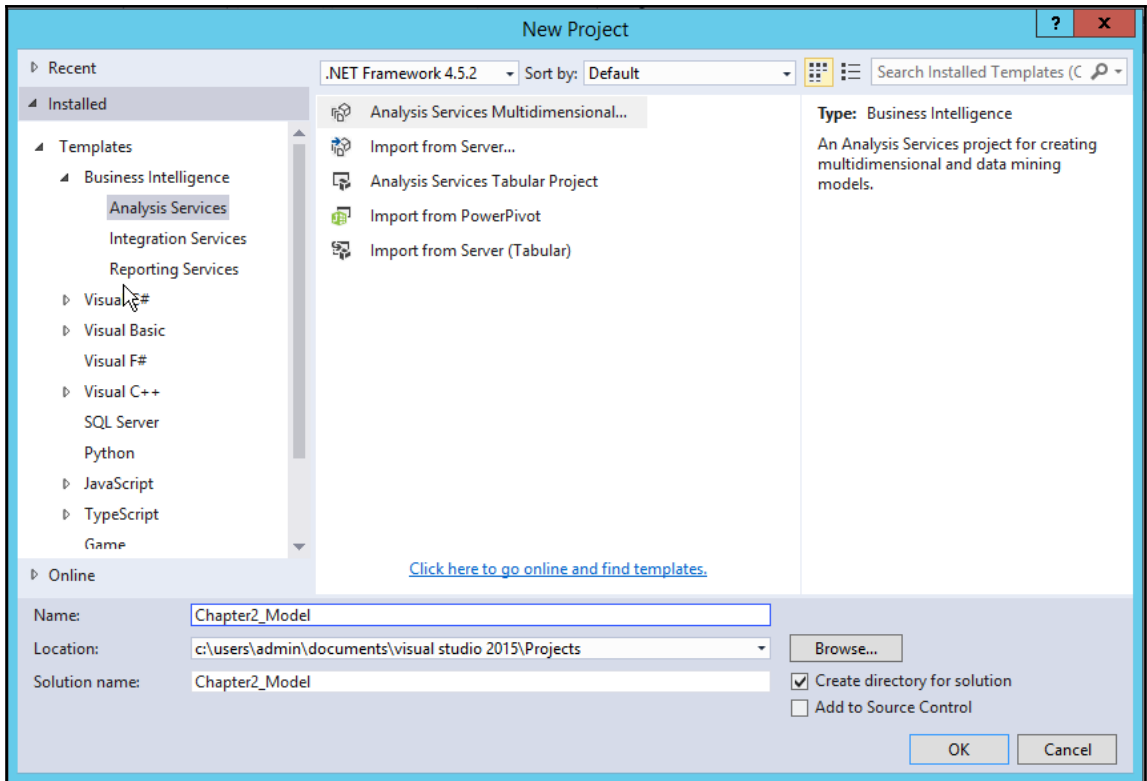 New Project
?
x
Recent
Installed
Templates
Business Intelligence
Analysis Services
Integration Services
Reporting Services
Visual C#
Visual Basic
Visual F#
Visual C++
SQL Server
Python
JavaScript
TypeScript
Game
Online
.NET Framework 4.5.2
Sort by: Default
Search Installed Templates (C
Analysis Services Multidimensional...
Import from Server...
Analysis Services Tabular Project
Import from PowerPivot
Import from Server (Tabular)
Click here to go online and find templates.
Type: Business Intelligence
An Analysis Services project for creating
multidimensional and data mining
models.
Name: Chapter2_Model
Location: c:\users\admin\documents\visual studio 2015\Projects
Browse...
Solution name: Chapter2_Model
Create directory for solution
Add to Source Control
OK
Cancel